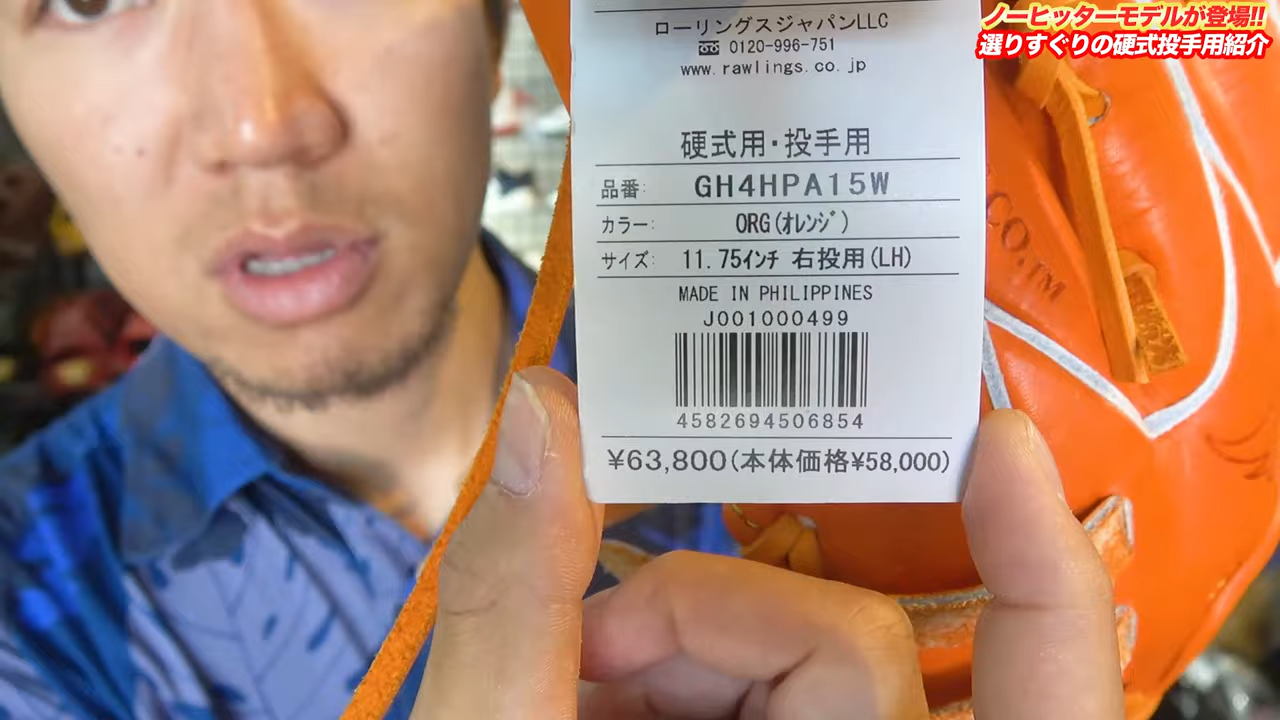 ノーヒッターモデルが登場!!
選りすぐりの硬式投手用紹介
ローリングスジャパンLLC
0120-996-751
www.rawlings.co.jp
硬式用・投手用
品番: GH4HPA15W
カラー: ORG(オレンジ)
サイズ: 11.75インチ 右投用(LH)
MADE IN PHILIPPINES
J001000499
4582694506854
¥63,800(本体価格¥58,000)
CO.™